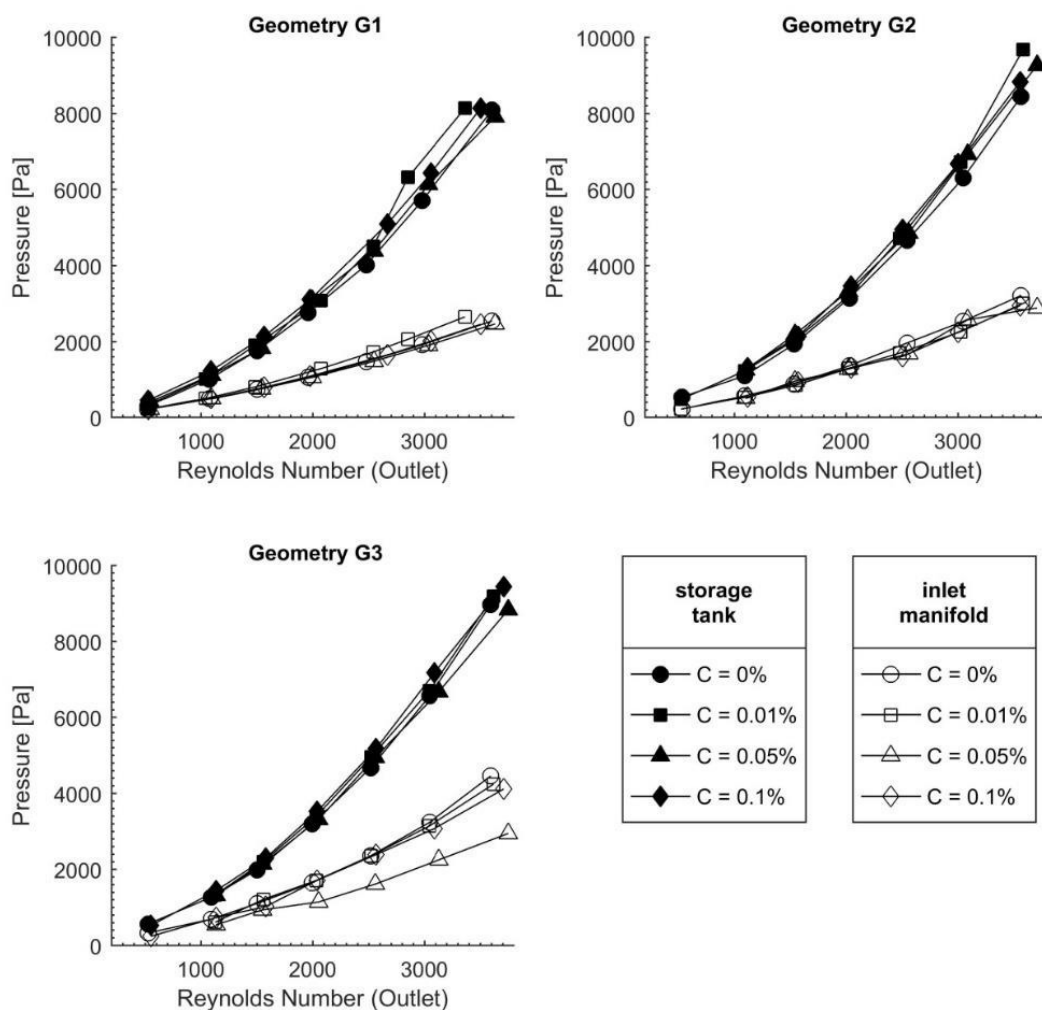 Geometry G1
10000
8000
6000
4000
2000
0
Pressure [Pa]
1000 2000 3000
Reynolds Number (Outlet)
Geometry G2
10000
8000
6000
4000
2000
0
Pressure [Pa]
1000 2000 3000
Reynolds Number (Outlet)
Geometry G3
10000
8000
6000
4000
2000
0
Pressure [Pa]
1000 2000 3000
Reynolds Number (Outlet)
storage
tank
C = 0%
C = 0.01%
C = 0.05%
C = 0.1%
inlet
manifold
C = 0%
C = 0.01%
C = 0.05%
C = 0.1%